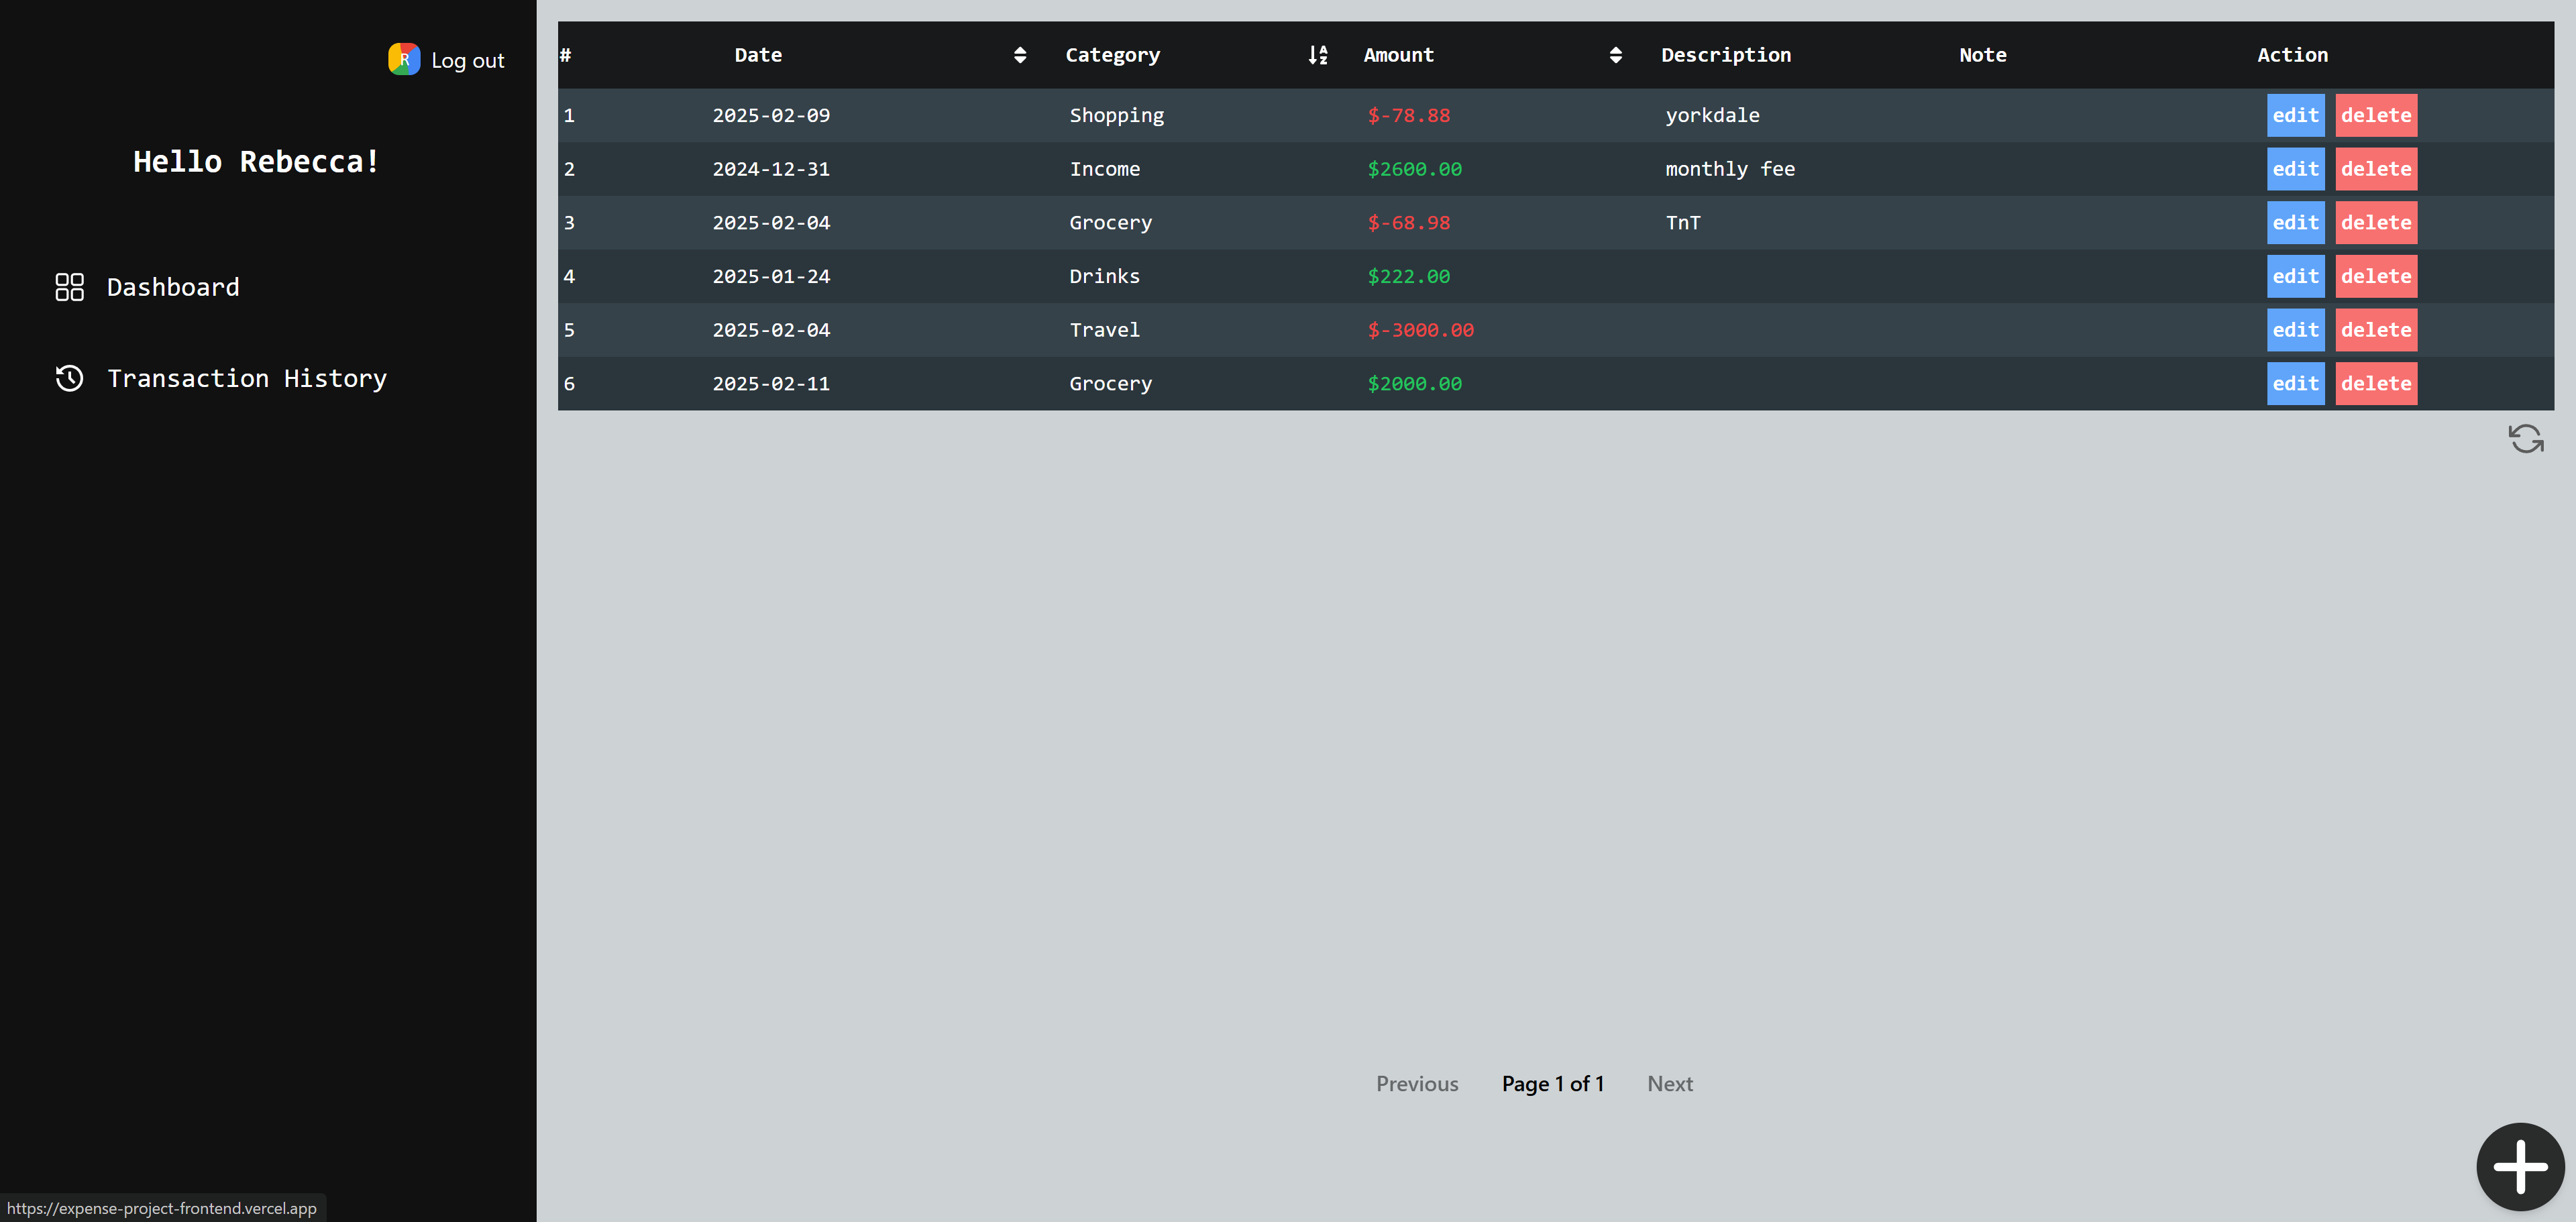 R Log out
Hello Rebecca!
Dashboard
Transaction History
# Date Category Amount Description Note Action
1 2025-02-09 Shopping $-78.88 yorkdale edit delete
2 2024-12-31 Income $2600.00 monthly fee edit delete
3 2025-02-04 Grocery $-68.98 TnT edit delete
4 2025-01-24 Drinks $222.00 edit delete
5 2025-02-04 Travel $-3000.00 edit delete
6 2025-02-11 Grocery $2000.00 edit delete
Previous Page 1 of 1 Next
https://expense-project-frontend.vercel.app